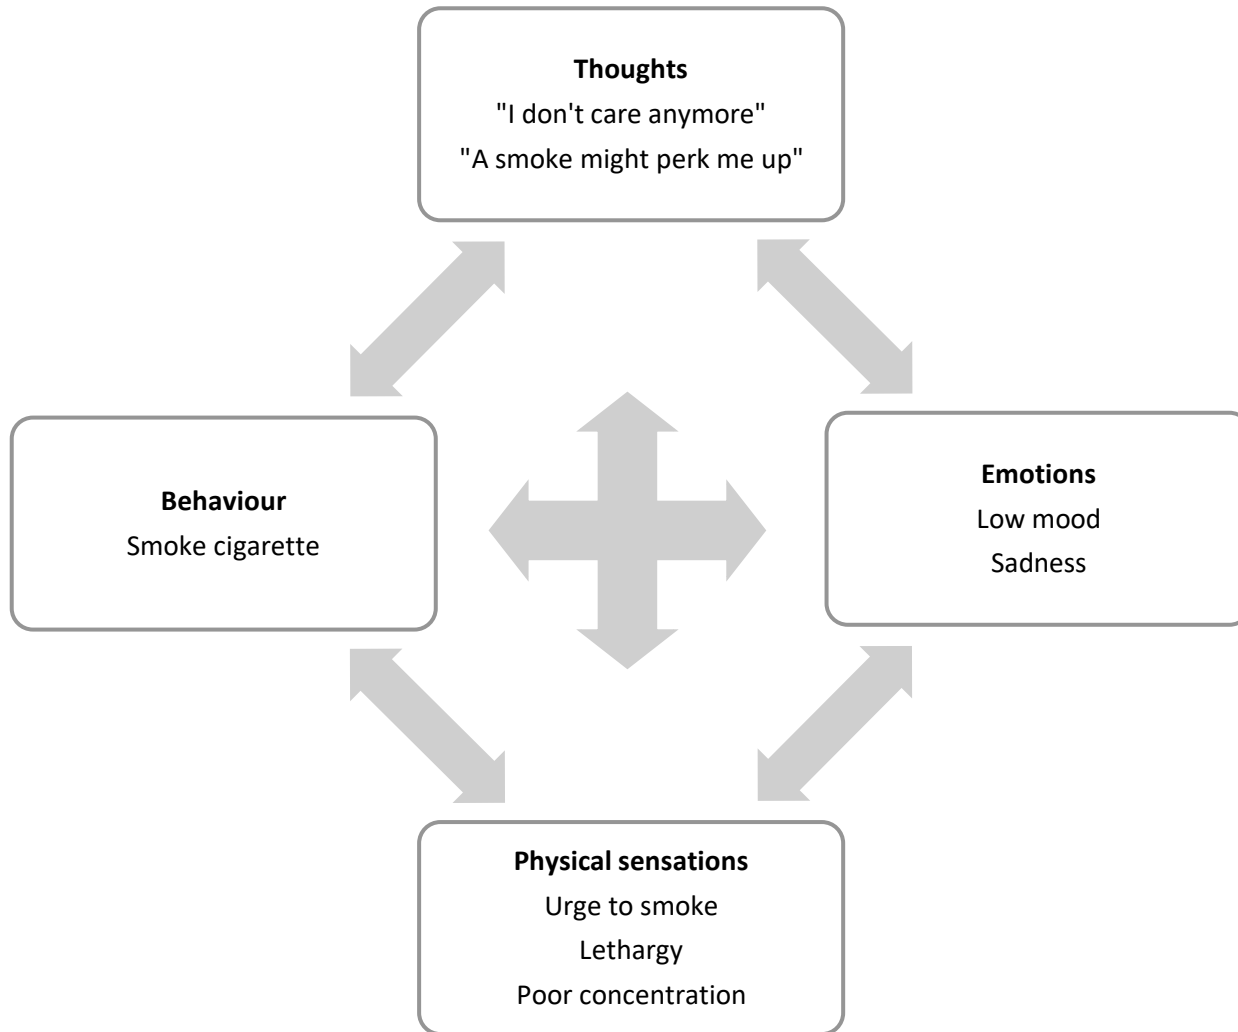 Thoughts
"I don't care anymore"
"A smoke might perk me up"
Behaviour
Smoke cigarette
Emotions
Low mood
Sadness
Physical sensations
Urge to smoke
Lethargy
Poor concentration